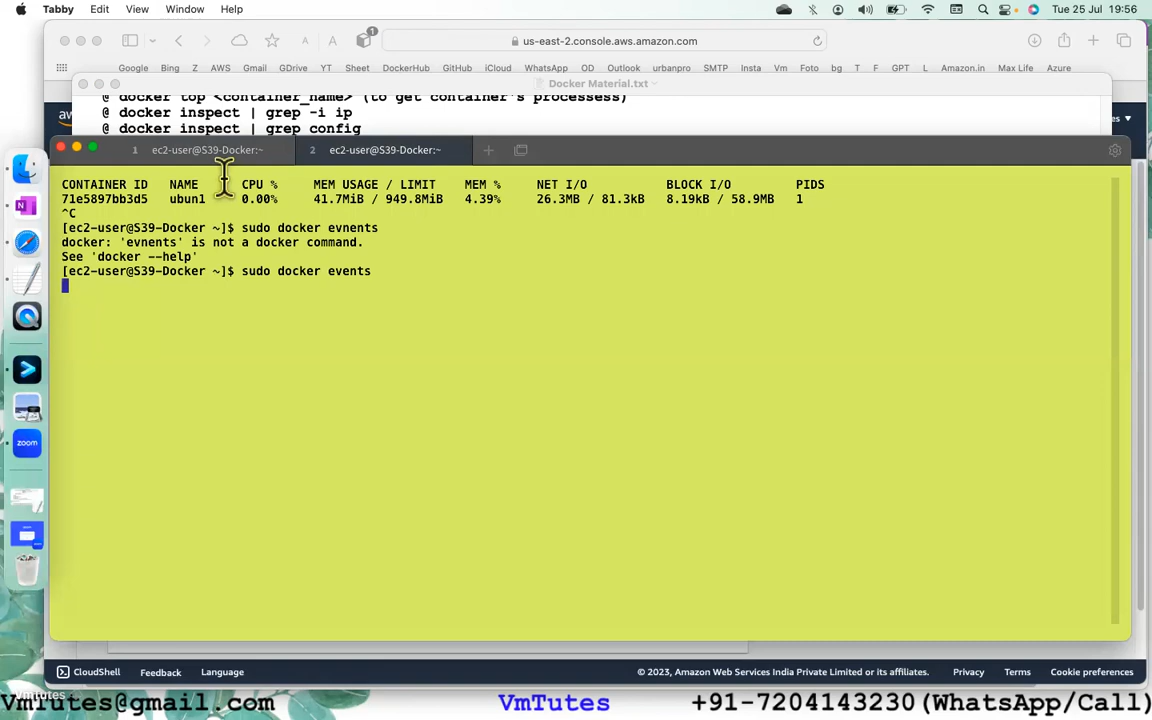 Tabby Edit View Window Help Tue 25 Jul 19:56
us-east-2.console.aws.amazon.com
Google Bing Z AWS Gmail GDrive YT Sheet DockerHub GitHub iCloud WhatsApp OD Outlook urbanpro SMTP Insta Vm Foto bg T F GPT L Amazon.in Max Life Azure
Docker Material.txt
@ docker top <container_name> (to get container's processess)
@ docker inspect | grep -i ip
@ docker inspect | grep config
1 ec2-user@S39-Docker:~ 2 ec2-user@S39-Docker:~
CONTAINER ID NAME CPU % MEM USAGE / LIMIT MEM % NET I/O BLOCK I/O PIDS
71e5897bb3d5 ubun1 0.00% 41.7MiB / 949.8MiB 4.39% 26.3MB / 81.3kB 8.19kB / 58.9MB 1
^C
[ec2-user@S39-Docker ~]$ sudo docker evnents
docker: 'evnents' is not a docker command.
See 'docker --help'
[ec2-user@S39-Docker ~]$ sudo docker events
zoom
CloudShell Feedback Language © 2023, Amazon Web Services India Private Limited or its affiliates. Privacy Terms Cookie preferences
VmTutes@gmail.com VmTutes +91-7204143230(WhatsApp/Call)